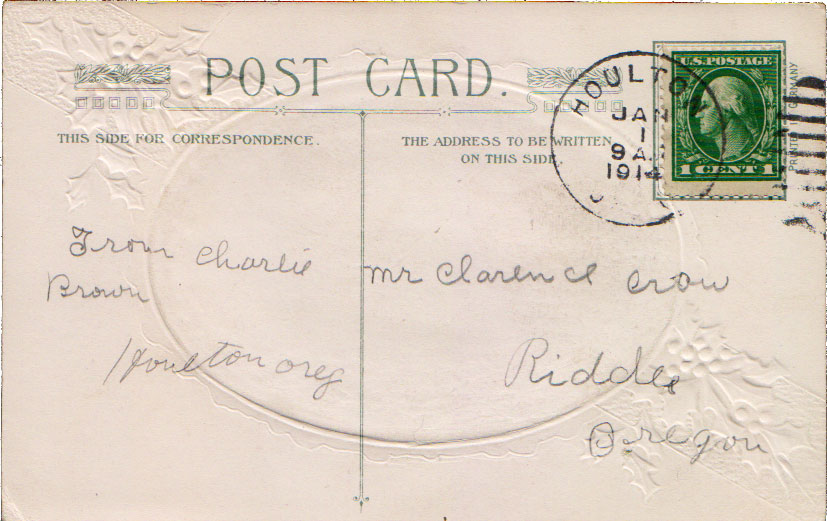 POST CARD.
THIS SIDE FOR CORRESPONDENCE.
THE ADDRESS TO BE WRITTEN
ON THIS SIDE.
U.S. POSTAGE
1 CENT 1
HOULTON
JAN
1
9 A.
1914
PRINTED GERMANY
From Charlie
Brown
Houlton oreg
Mr Clarence Crow
Riddle
Oregon